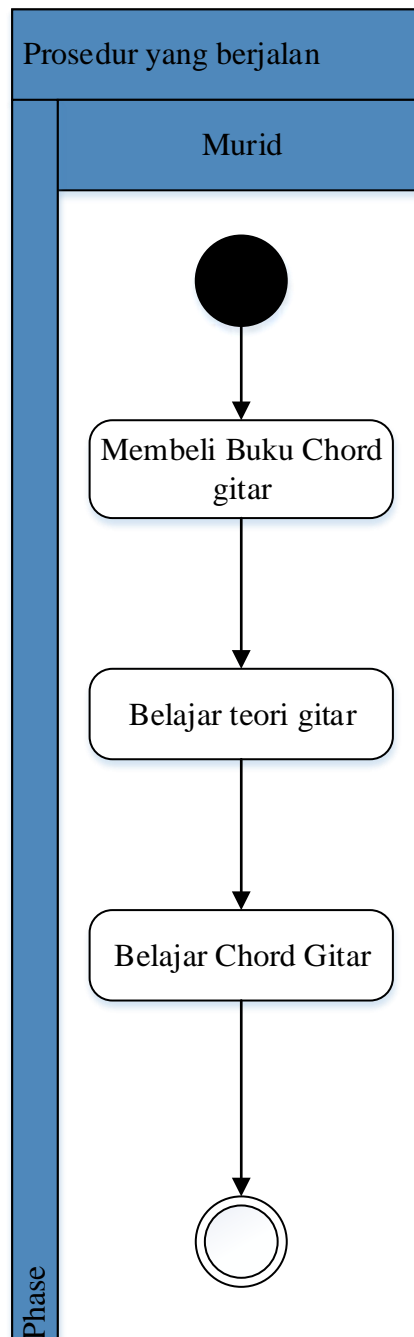 Prosedur yang berjalan
Murid
Membeli Buku Chord
gitar
Belajar teori gitar
Belajar Chord Gitar
Phase